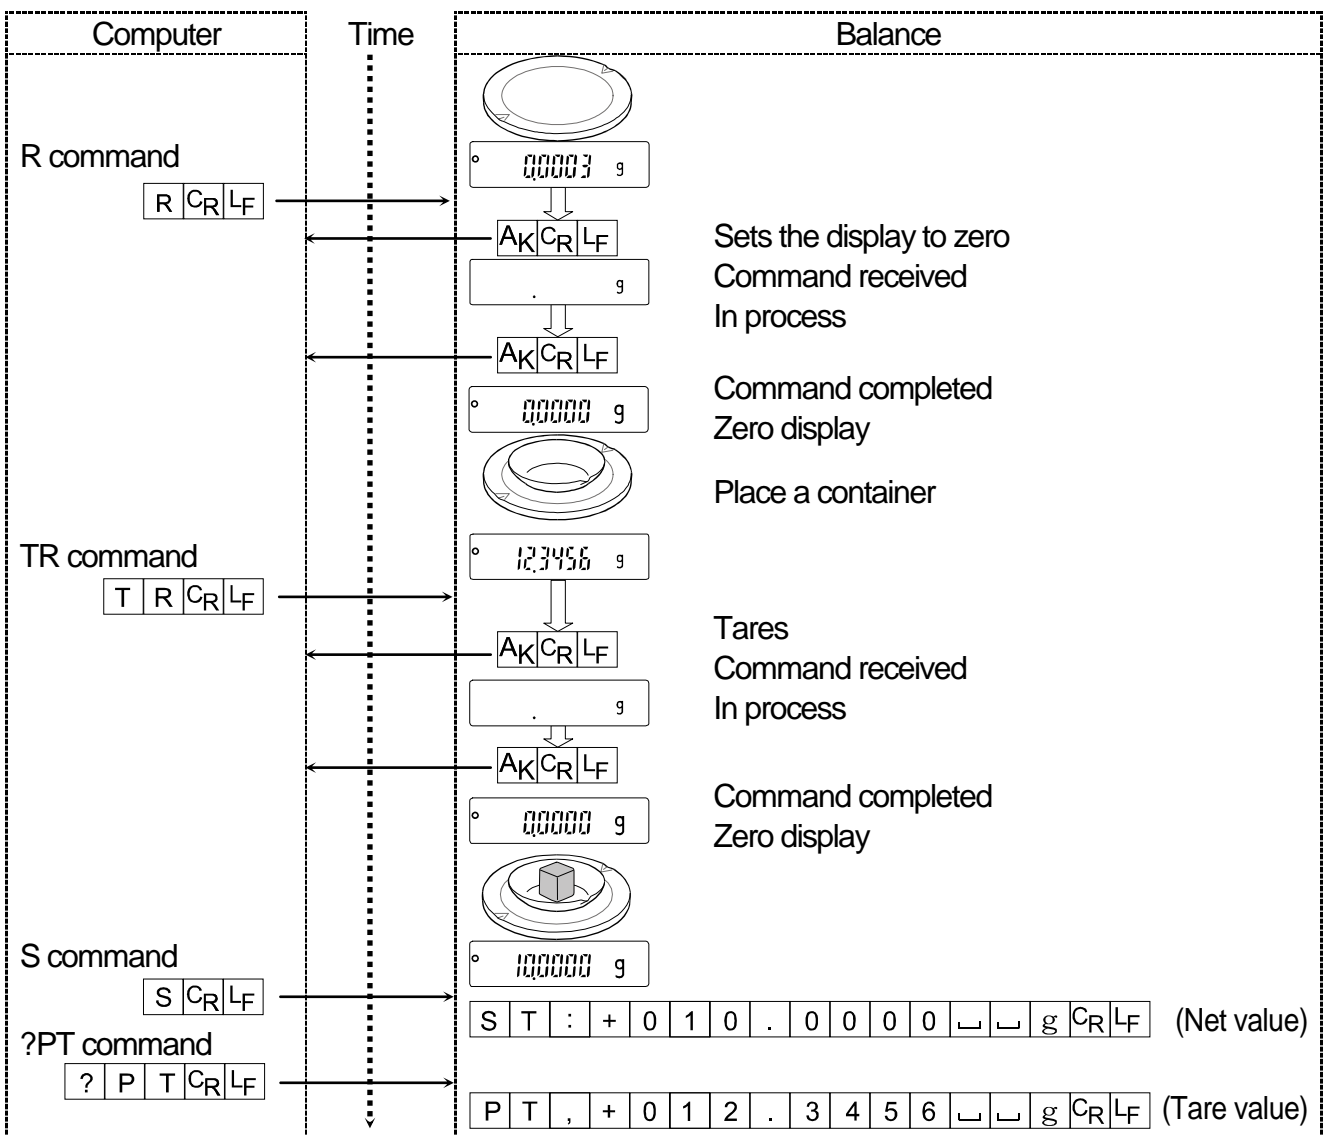 Computer Time Balance
R command
0.0003 g
R CR LF
AK CR LF Sets the display to zero
. g Command received
In process
AK CR LF
Command completed
0.0000 g Zero display
Place a container
TR command
12.3456 g
T R CR LF
Tares
AK CR LF
Command received
. g In process
AK CR LF
Command completed
0.0000 g Zero display
S command
10.0000 g
S CR LF
S T : + 0 1 0 . 0 0 0 0 ⎵ ⎵ g CR LF (Net value)
?PT command
? P T CR LF
P T , + 0 1 2 . 3 4 5 6 ⎵ ⎵ g CR LF (Tare value)